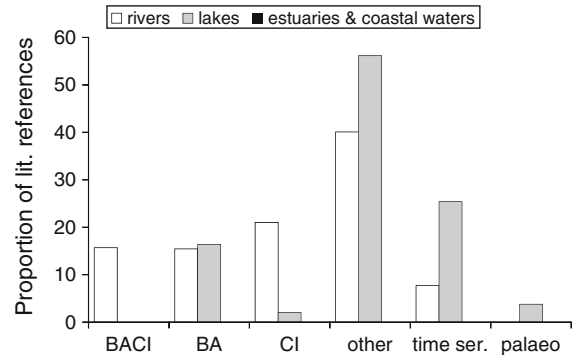 rivers lakes estuaries & coastal waters
Proportion of lit. references
60
50
40
30
20
10
0
BACI BA CI other time ser. palaeo